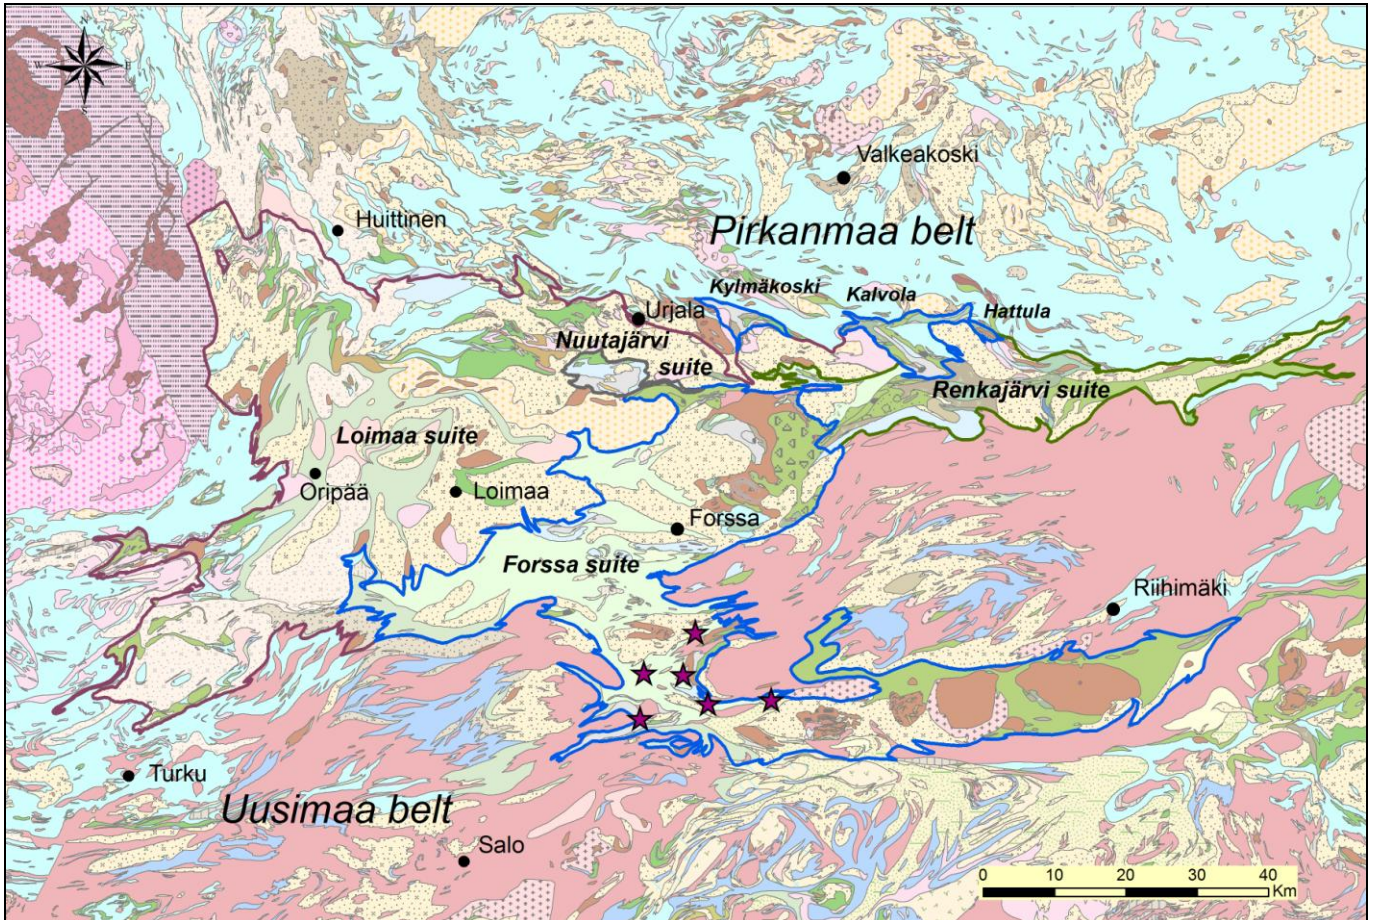 N
W
E
S
Valkeakoski
Huittinen
Pirkanmaa belt
Kylmäkoski
Kalvola
Hattula
Urjala
Nuutajärvi
suite
Renkajärvi suite
Loimaa suite
Oripää
Loimaa
Forssa
Forssa suite
Riihimäki
Turku
Uusimaa belt
Salo
0 10 20 30 40
Km